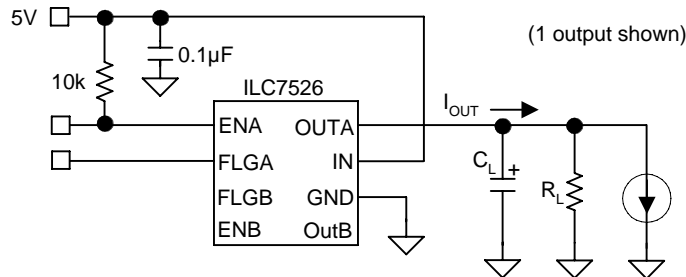 5V
(1 output shown)
0.1µF
10k
ILC7526
IOUT
ENA OUTA
FLGA IN
CL +
RL
FLGB GND
ENB OutB